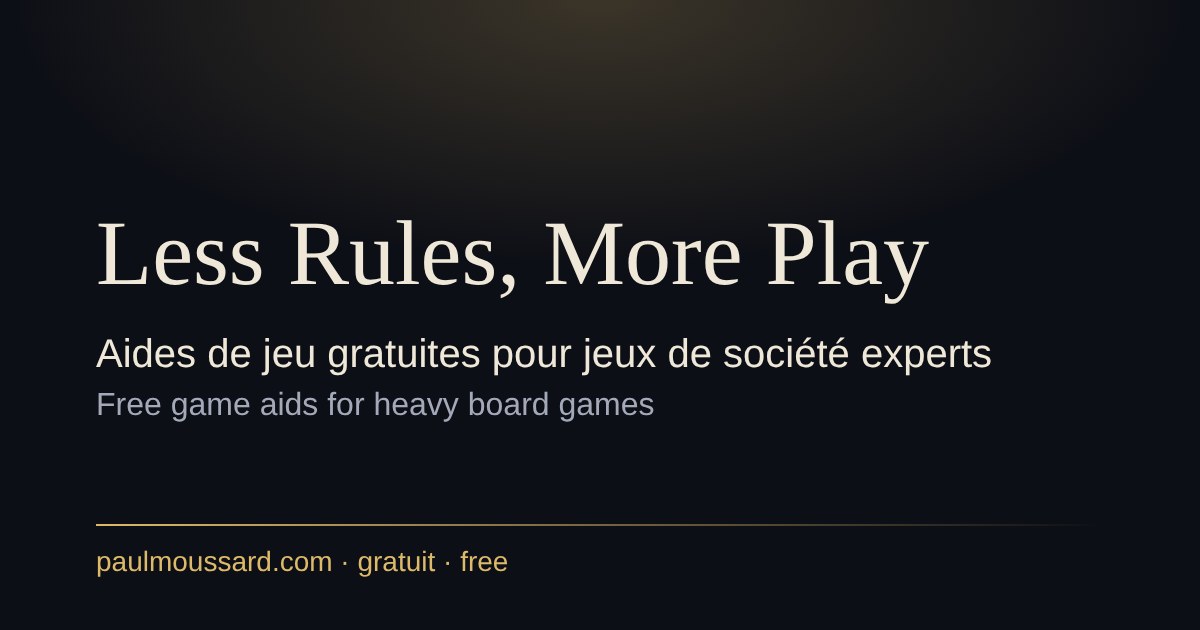 Less Rules, More Play
Aides de jeu gratuites pour jeux de société experts
Free game aids for heavy board games
paulmoussard.com · gratuit · free